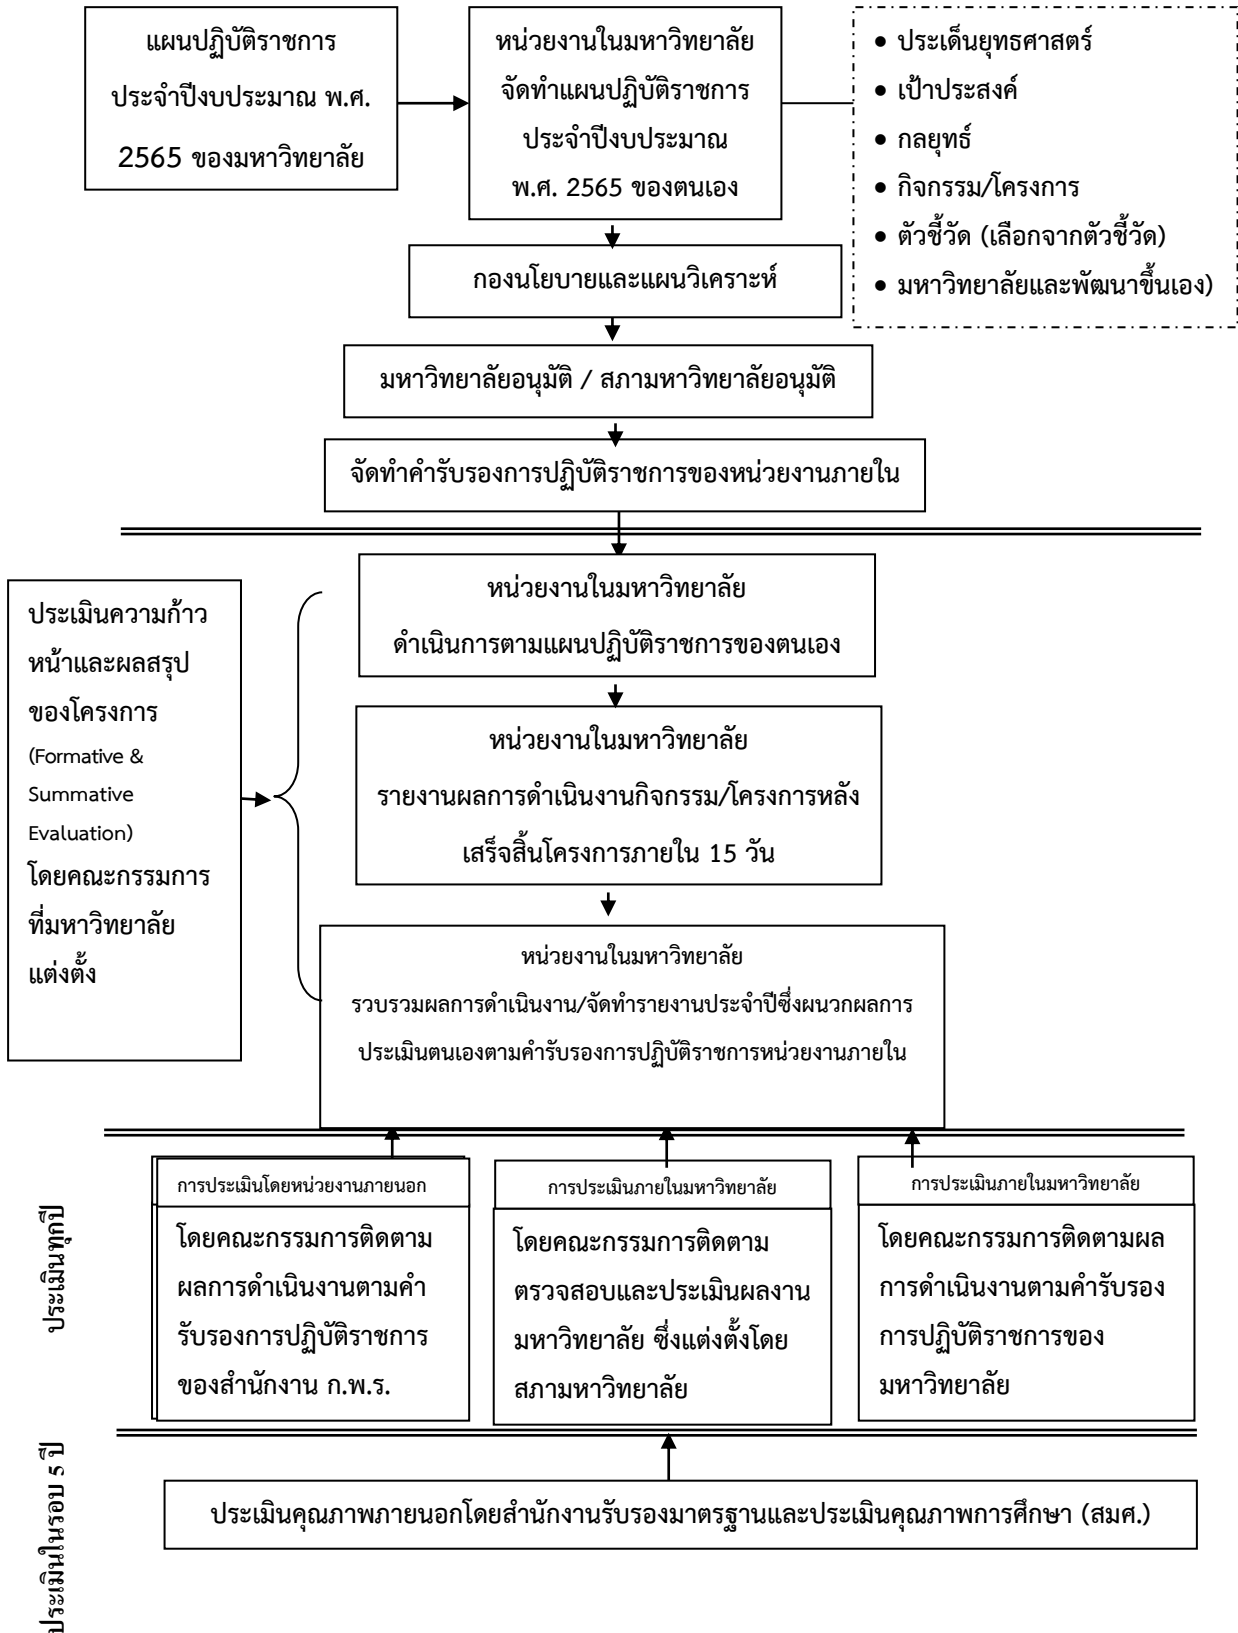 แผนปฏิบัติราชการ
ประจำปีงบประมาณ พ.ศ.
2565 ของมหาวิทยาลัย
หน่วยงานในมหาวิทยาลัย
จัดทำแผนปฏิบัติราชการ
ประจำปีงบประมาณ
พ.ศ. 2565 ของตนเอง
• ประเด็นยุทธศาสตร์
• เป้าประสงค์
• กลยุทธ์
• กิจกรรม/โครงการ
• ตัวชี้วัด (เลือกจากตัวชี้วัด)
• มหาวิทยาลัยและพัฒนาขึ้นเอง)
กองนโยบายและแผนวิเคราะห์
มหาวิทยาลัยอนุมัติ / สภามหาวิทยาลัยอนุมัติ
จัดทำคำรับรองการปฏิบัติราชการของหน่วยงานภายใน
ประเมินความก้าว
หน้าและผลสรุป
ของโครงการ
(Formative &
Summative
Evaluation)
โดยคณะกรรมการ
ที่มหาวิทยาลัย
แต่งตั้ง
หน่วยงานในมหาวิทยาลัย
ดำเนินการตามแผนปฏิบัติราชการของตนเอง
หน่วยงานในมหาวิทยาลัย
รายงานผลการดำเนินงานกิจกรรม/โครงการหลัง
เสร็จสิ้นโครงการภายใน 15 วัน
หน่วยงานในมหาวิทยาลัย
รวบรวมผลการดำเนินงาน/จัดทำรายงานประจำปีซึ่งผนวกผลการ
ประเมินตนเองตามคำรับรองการปฏิบัติราชการหน่วยงานภายใน
ประเมินทุกปี
การประเมินโดยหน่วยงานภายนอก
โดยคณะกรรมการติดตาม
ผลการดำเนินงานตามคำ
รับรองการปฏิบัติราชการ
ของสำนักงาน ก.พ.ร.
การประเมินภายในมหาวิทยาลัย
โดยคณะกรรมการติดตาม
ตรวจสอบและประเมินผลงาน
มหาวิทยาลัย ซึ่งแต่งตั้งโดย
สภามหาวิทยาลัย
การประเมินภายในมหาวิทยาลัย
โดยคณะกรรมการติดตามผล
การดำเนินงานตามคำรับรอง
การปฏิบัติราชการของ
มหาวิทยาลัย
ประเมินในรอบ 5 ปี
ประเมินคุณภาพภายนอกโดยสำนักงานรับรองมาตรฐานและประเมินคุณภาพการศึกษา (สมศ.)